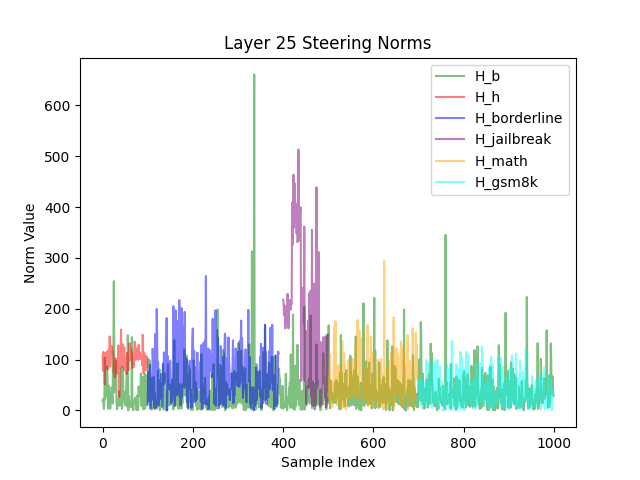 Layer 25 Steering Norms
H_b
H_h
H_borderline
H_jailbreak
H_math
H_gsm8k
Norm Value
600
500
400
300
200
100
0
0 200 400 600 800 1000
Sample Index